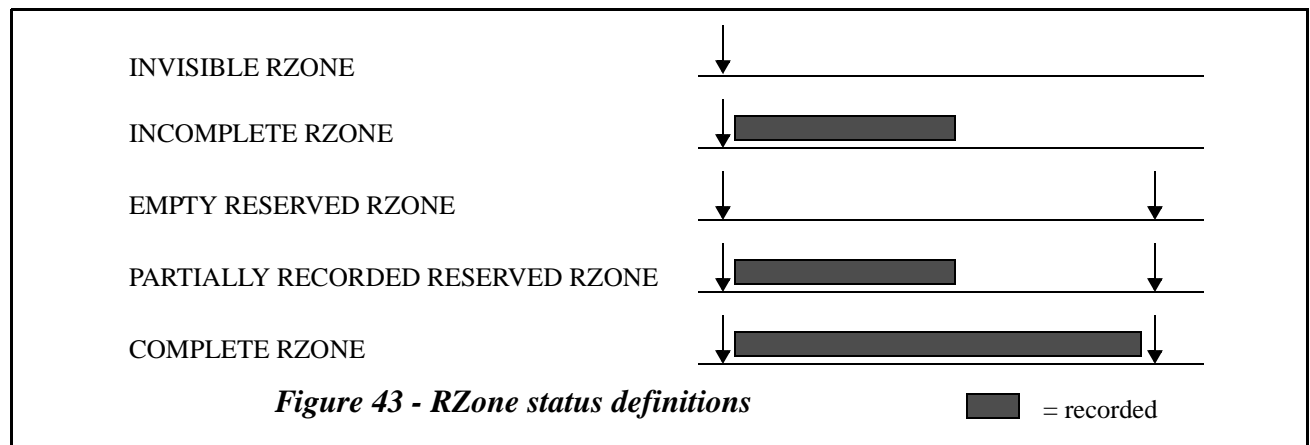 INVISIBLE RZONE
INCOMPLETE RZONE
EMPTY RESERVED RZONE
PARTIALLY RECORDED RESERVED RZONE
COMPLETE RZONE
Figure 43 - RZone status definitions
= recorded